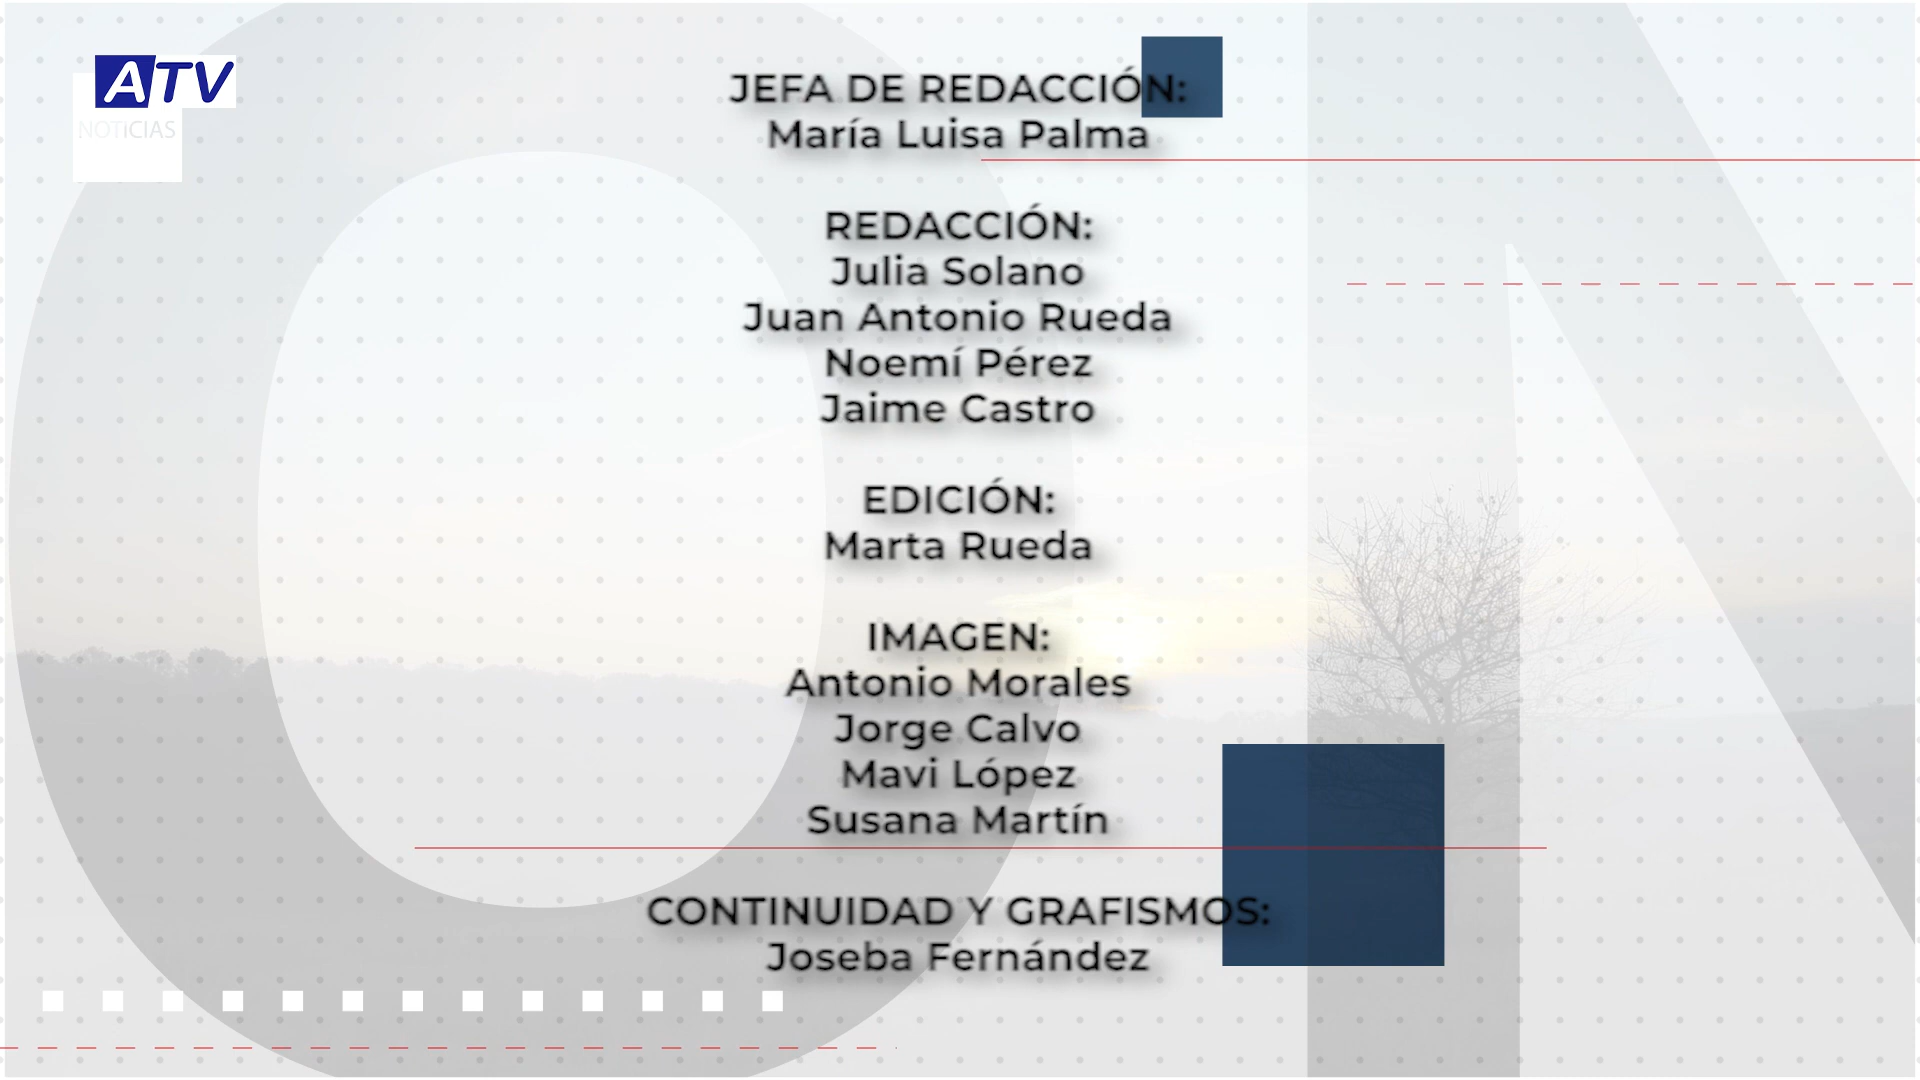 ATV
NOTICIAS
JEFA DE REDACCIÓN:
María Luisa Palma
REDACCIÓN:
Julia Solano
Juan Antonio Rueda
Noemí Pérez
Jaime Castro
EDICIÓN:
Marta Rueda
IMAGEN:
Antonio Morales
Jorge Calvo
Mavi López
Susana Martín
CONTINUIDAD Y GRAFISMOS:
Joseba Fernández